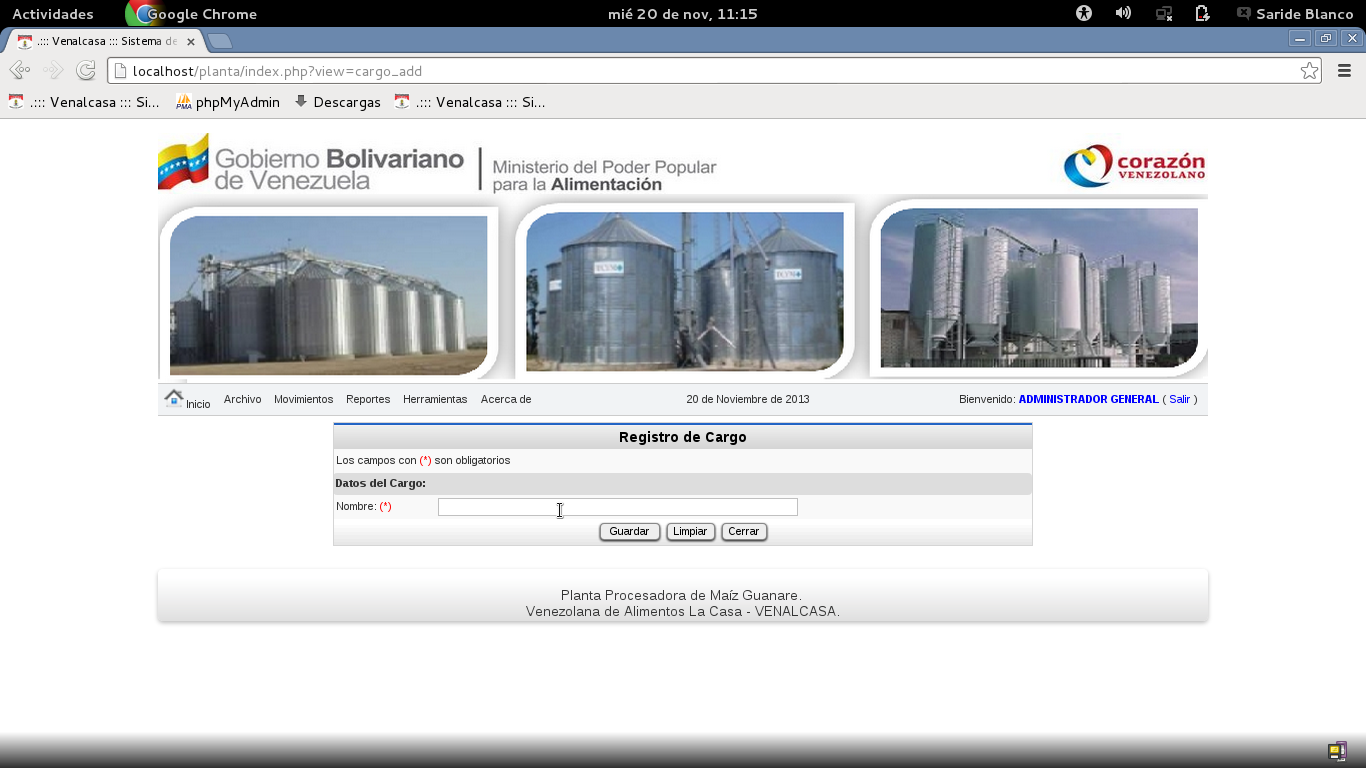 Actividades Google Chrome mié 20 de nov, 11:15 Saride Blanco
.::: Venalcasa ::: Sistema de
localhost/planta/index.php?view=cargo_add
.::: Venalcasa ::: Si... phpMyAdmin Descargas .::: Venalcasa ::: Si...
Gobierno Bolivariano
de Venezuela
Ministerio del Poder Popular
para la Alimentación
corazón
VENEZOLANO
Inicio Archivo Movimientos Reportes Herramientas Acerca de 20 de Noviembre de 2013 Bienvenido: ADMINISTRADOR GENERAL ( Salir )
Registro de Cargo
Los campos con (*) son obligatorios
Datos del Cargo:
Nombre: (*)
Guardar Limpiar Cerrar
Planta Procesadora de Maíz Guanare.
Venezolana de Alimentos La Casa - VENALCASA.